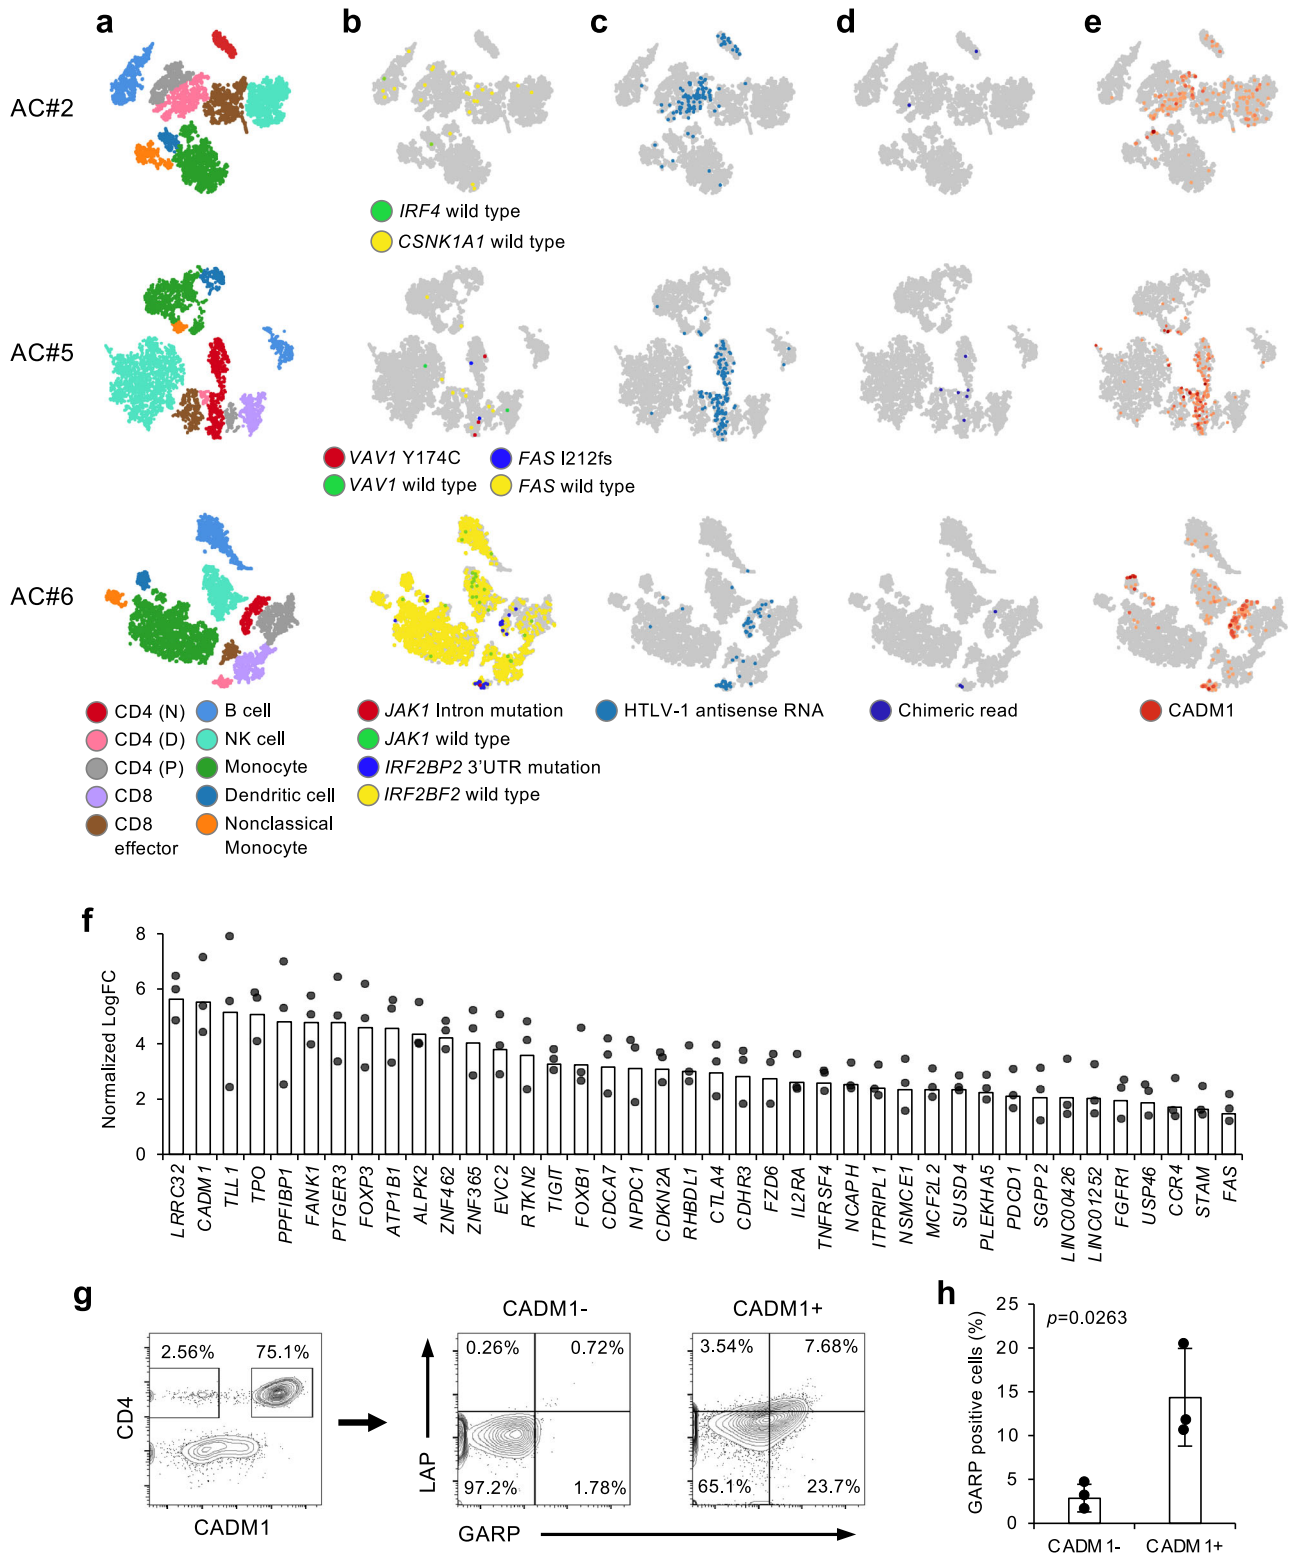 a
b
c
d
e
AC#2
IRF4 wild type
CSNK1A1 wild type
AC#5
VAV1 Y174C
FAS I212fs
VAV1 wild type
FAS wild type
AC#6
CD4 (N)
B cell
JAK1 Intron mutation
HTLV-1 antisense RNA
Chimeric read
CADM1
CD4 (D)
NK cell
JAK1 wild type
CD4 (P)
Monocyte
IRF2BP2 3'UTR mutation
CD8
Dendritic cell
IRF2BF2 wild type
CD8
effector
Nonclassical
Monocyte
f
Normalized LogFC
8
6
4
2
0
LRRC32
CADM1
TLL1
TPO
PPFIBP1
FANK1
PTGER3
FOXP3
ATP1B1
ALPK2
ZNF462
ZNF365
EVC2
RTKN2
TIGIT
FOXB1
CDCA7
NPDC1
CDKN2A
RHBDL1
CTLA4
CDHR3
FZD6
IL2RA
TNFRSF4
NCAPH
ITPRIPL1
NSMCE1
MCF2L2
SUSD4
PLEKHA5
PDCD1
SGPP2
LINC00426
LINC01252
FGFR1
USP46
CCR4
STAM
FAS
g
CADM1-
CADM1+
2.56%
75.1%
CD4
CADM1
0.26%
0.72%
97.2%
1.78%
3.54%
7.68%
65.1%
23.7%
LAP
GARP
h
GARP positive cells (%)
25
20
15
10
5
0
p=0.0263
CADM1-
CADM1+